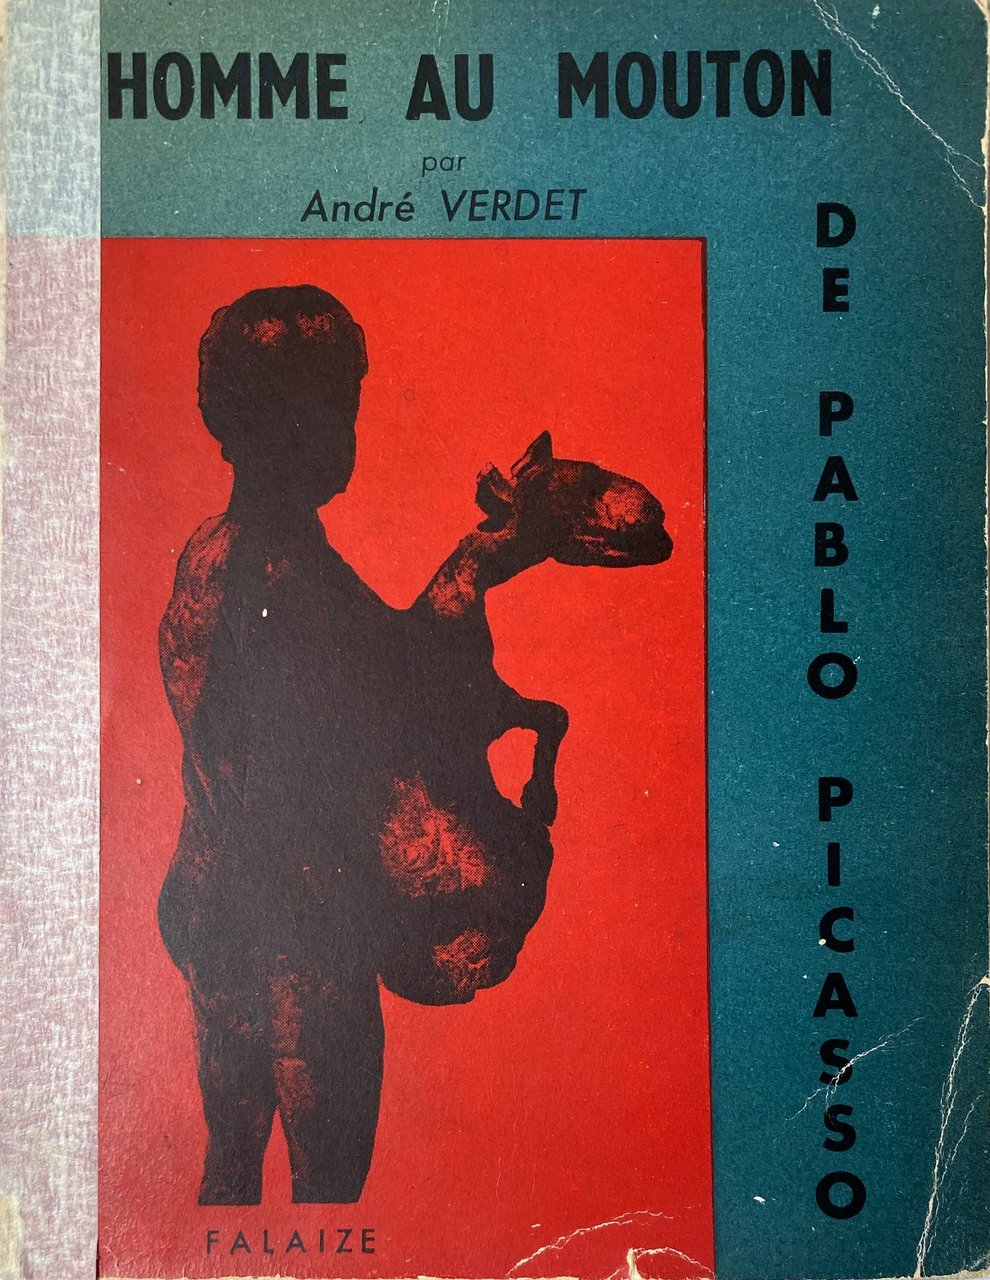 HOMME AU MOUTON
par
André VERDET
DE PABLO PICASSO
FALAIZE